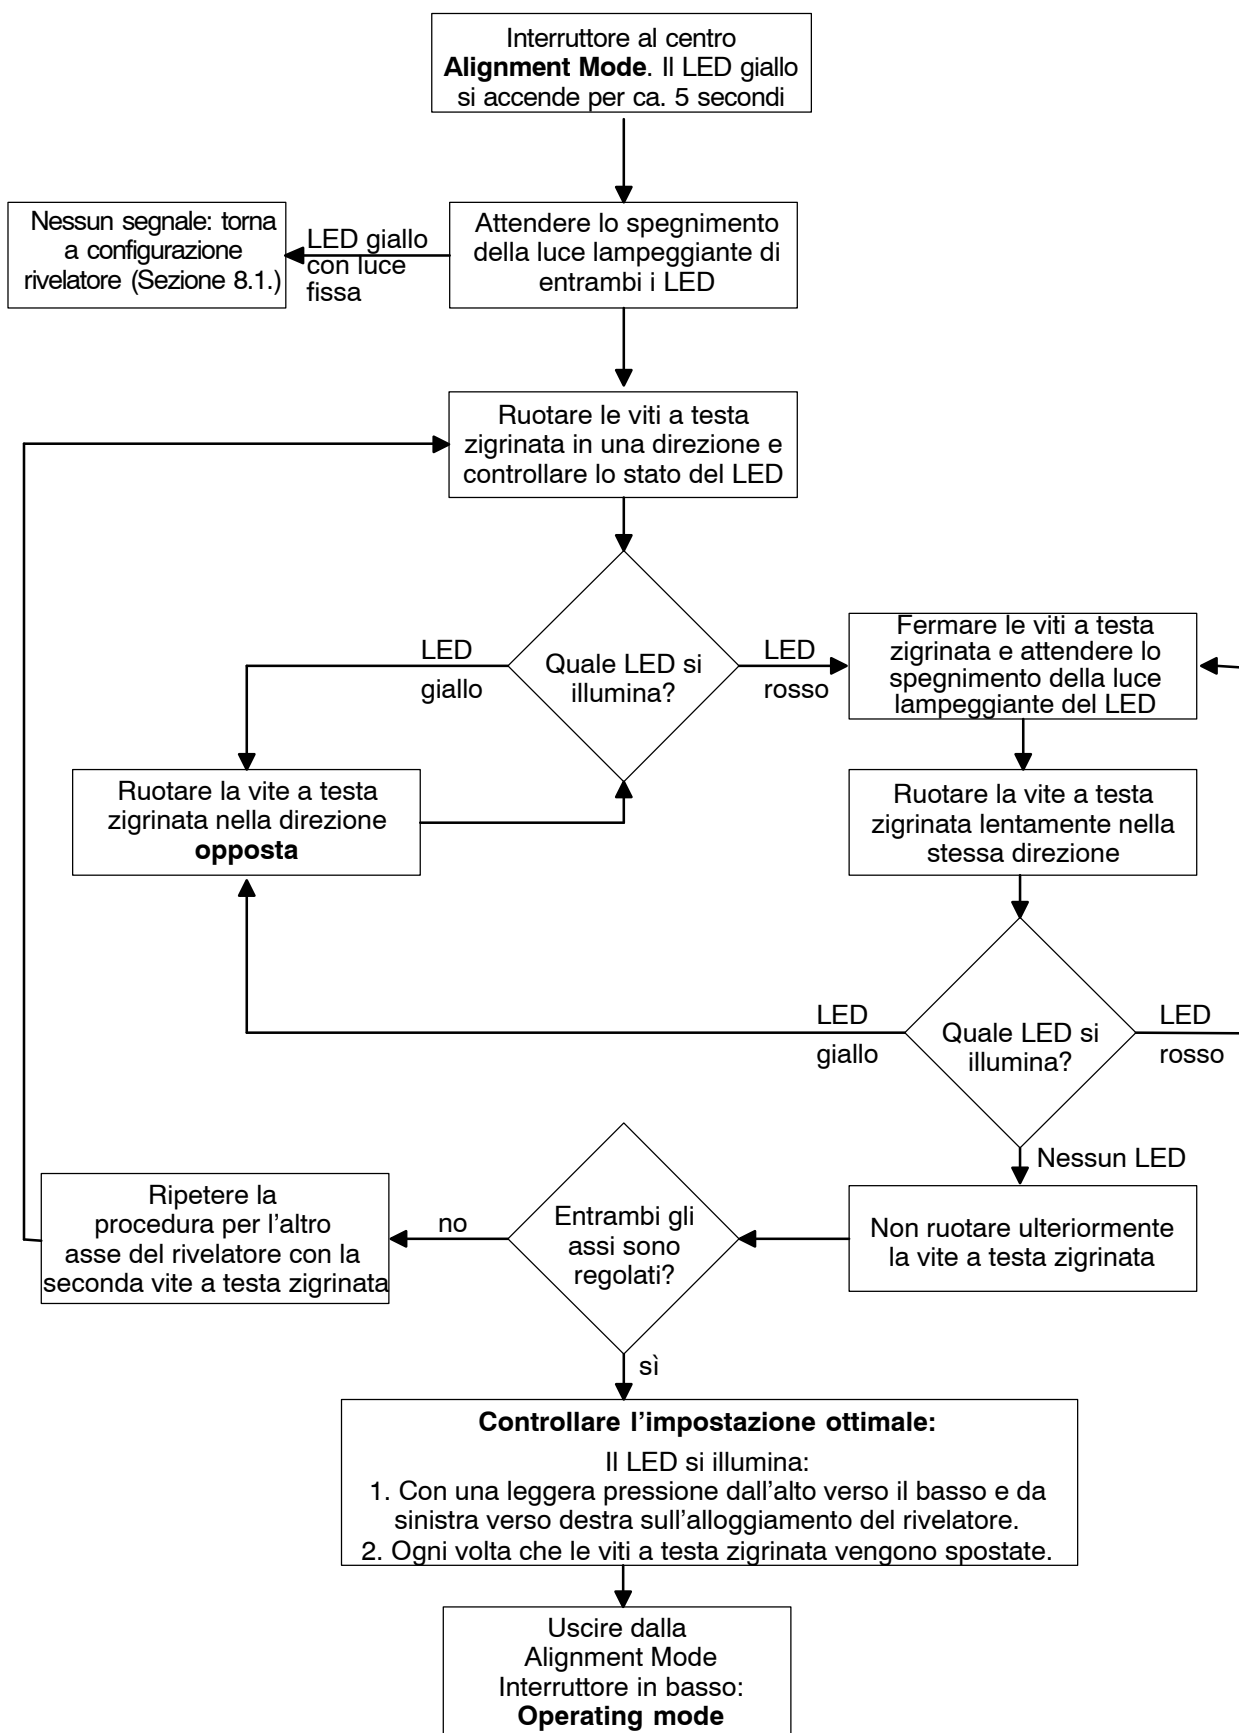 Interruttore al centro
Alignment Mode. Il LED giallo
si accende per ca. 5 secondi
Nessun segnale: torna
a configurazione
rivelatore (Sezione 8.1.)
LED giallo
con luce
fissa
Attendere lo spegnimento
della luce lampeggiante di
entrambi i LED
Ruotare le viti a testa
zigrinata in una direzione e
controllare lo stato del LED
Quale LED si
illumina?
LED
giallo
LED
rosso
Fermare le viti a testa
zigrinata e attendere lo
spegnimento della luce
lampeggiante del LED
Ruotare la vite a testa
zigrinata nella direzione
opposta
Ruotare la vite a testa
zigrinata lentamente nella
stessa direzione
Quale LED si
illumina?
LED
giallo
LED
rosso
Nessun LED
Non ruotare ulteriormente
la vite a testa zigrinata
Entrambi gli
assi sono
regolati?
no
Ripetere la
procedura per l'altro
asse del rivelatore con la
seconda vite a testa zigrinata
sì
Controllare l'impostazione ottimale:
Il LED si illumina:
1. Con una leggera pressione dall'alto verso il basso e da
sinistra verso destra sull'alloggiamento del rivelatore.
2. Ogni volta che le viti a testa zigrinata vengono spostate.
Uscire dalla
Alignment Mode
Interruttore in basso:
Operating mode